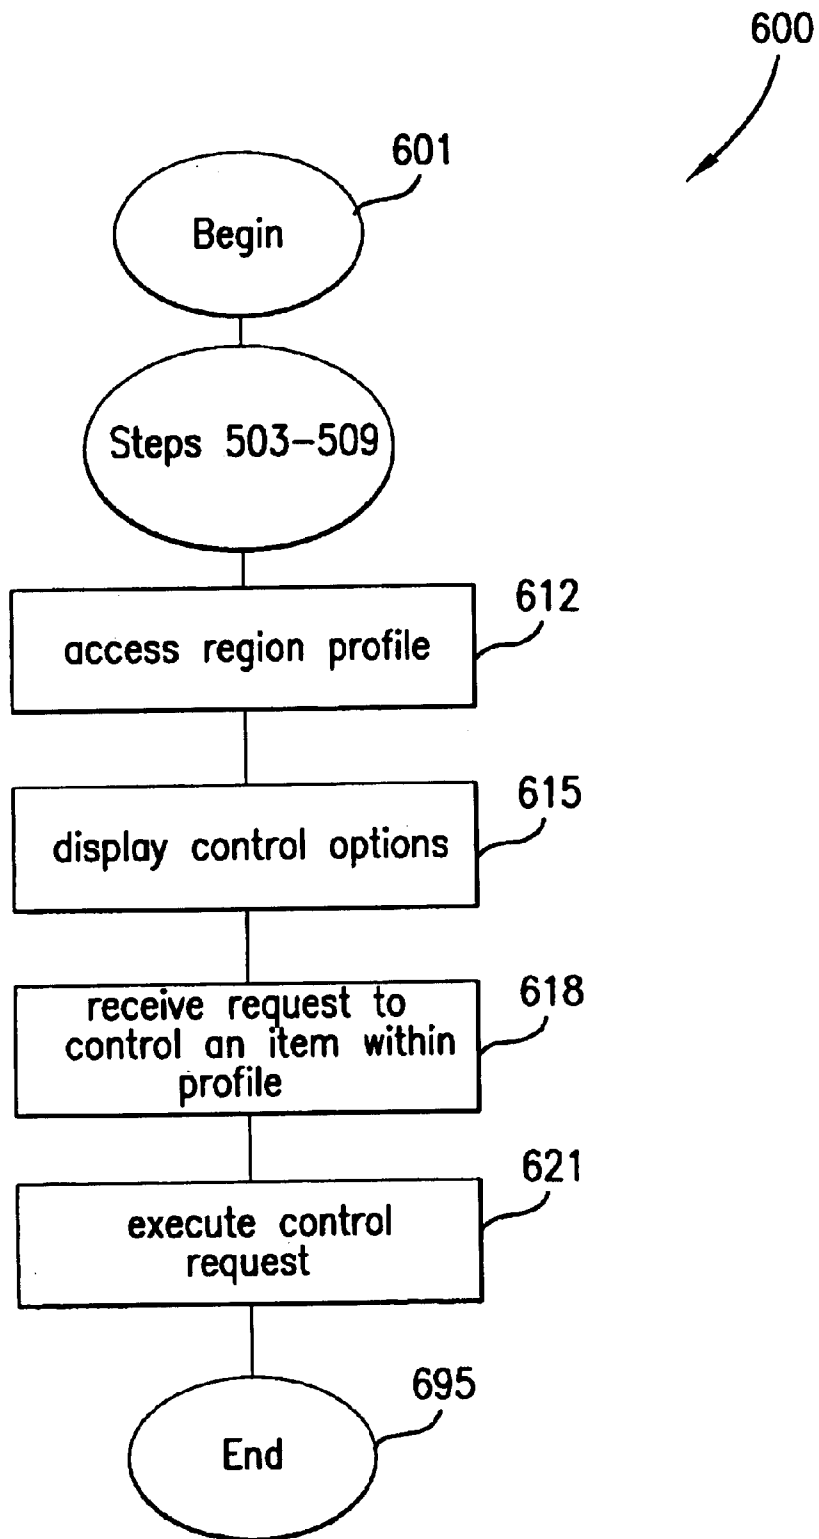 600
601
Begin
Steps 503-509
612
access region profile
615
display control options
618
receive request to
control an item within
profile
621
execute control
request
695
End